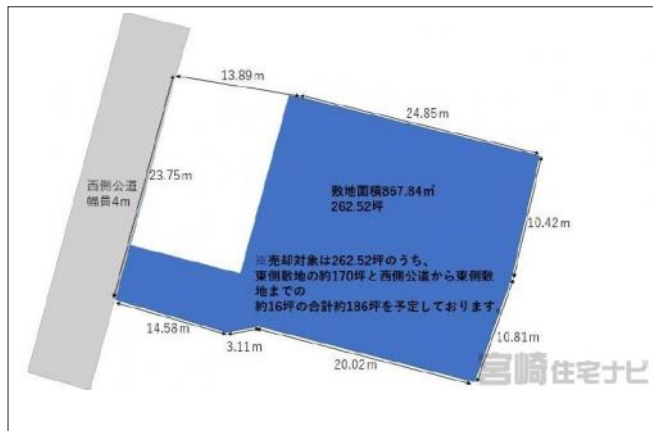 13.89m
24.85m
西側公道
幅員4m
23.75m
敷地面積867.84㎡
262.52坪
10.42m
※売却対象は262.52坪のうち、
東側敷地の約170坪と西側公道から東側敷
地までの
約16坪の合計約186坪を予定しております。
14.58m
3.11m
20.02m
10.81m
宮崎住宅ナビ